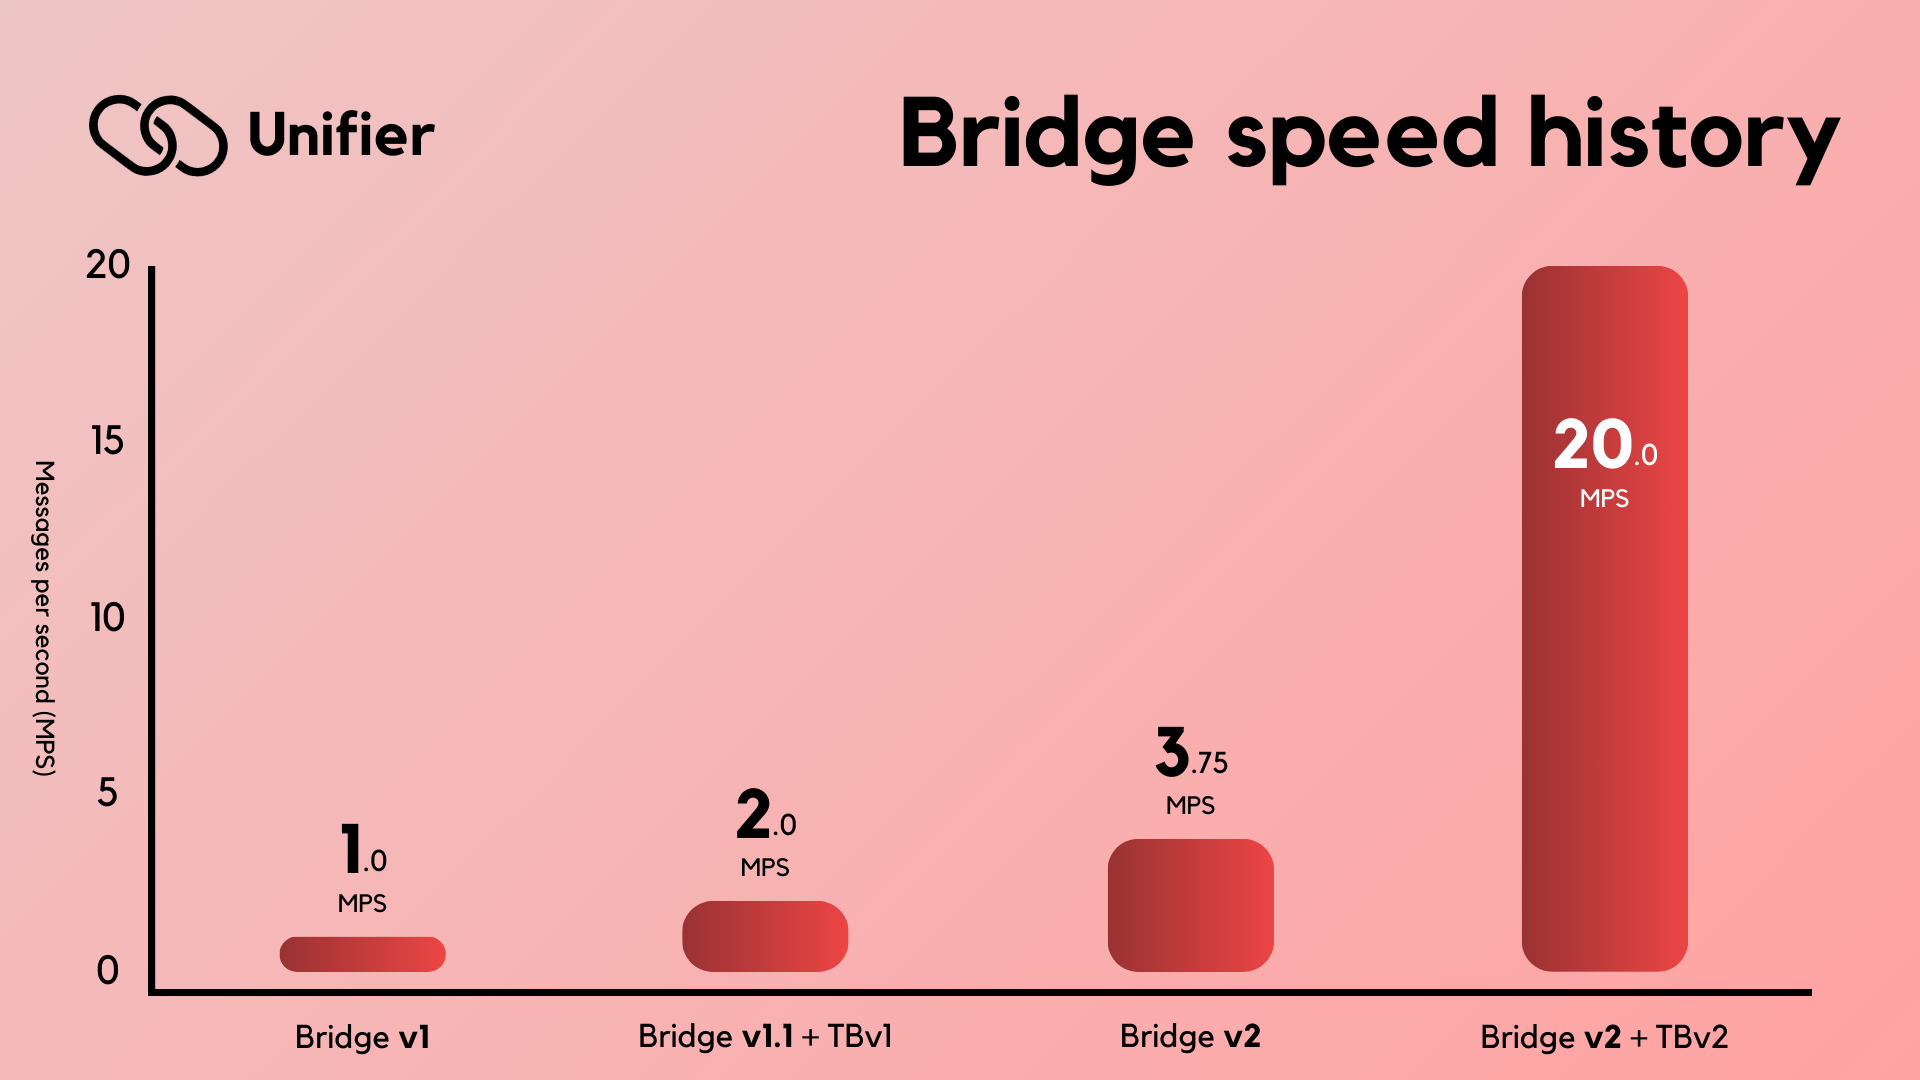 Unifier
Bridge speed history
Messages per second (MPS)
20
15
10
5
0
1.0
MPS
2.0
MPS
3.75
MPS
20.0
MPS
Bridge v1
Bridge v1.1 + TBv1
Bridge v2
Bridge v2 + TBv2